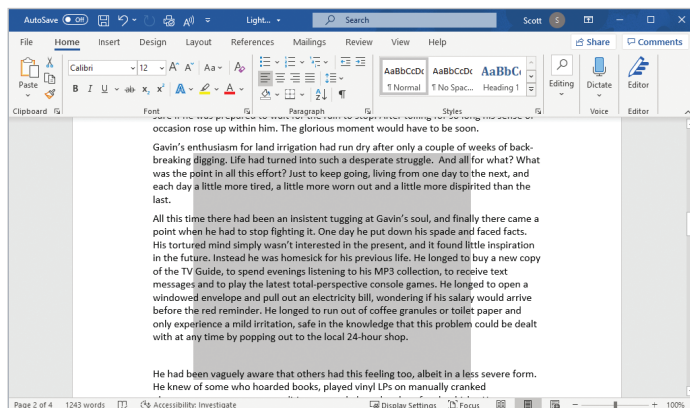 AutoSave Off Light... Search Scott S
File Home Insert Design Layout References Mailings Review View Help Share Comments
Paste Calibri 12 A A Aa A AaBbCcDc AaBbCcDc AaBbCc Editing Dictate Editor
B I U ab x₂ x² A A ¶ Normal ¶ No Spac... Heading 1
Clipboard Font Paragraph Styles Voice Editor
occasion rose up within him. The glorious moment would have to be soon.
Gavin's enthusiasm for land irrigation had run dry after only a couple of weeks of back-
breaking digging. Life had turned into such a desperate struggle.  And all for what? What
was the point in all this effort? Just to keep going, living from one day to the next, and
each day a little more tired, a little more worn out and a little more dispirited than the
last.
All this time there had been an insistent tugging at Gavin's soul, and finally there came a
point when he had to stop fighting it. One day he put down his spade and faced facts.
His tortured mind simply wasn't interested in the present, and it found little inspiration
in the future. Instead he was homesick for his previous life. He longed to buy a new copy
of the TV Guide, to spend evenings listening to his MP3 collection, to receive text
messages and to play the latest total-perspective console games. He longed to open a
windowed envelope and pull out an electricity bill, wondering if his salary would arrive
before the red reminder. He longed to run out of coffee granules or toilet paper and
only experience a mild irritation, safe in the knowledge that this problem could be dealt
with at any time by popping out to the local 24-hour shop.
He had been vaguely aware that others had this feeling too, albeit in a less severe form.
He knew of some who hoarded books, played vinyl LPs on manually cranked
Page 2 of 4 1243 words Accessibility: Investigate Display Settings Focus 100%